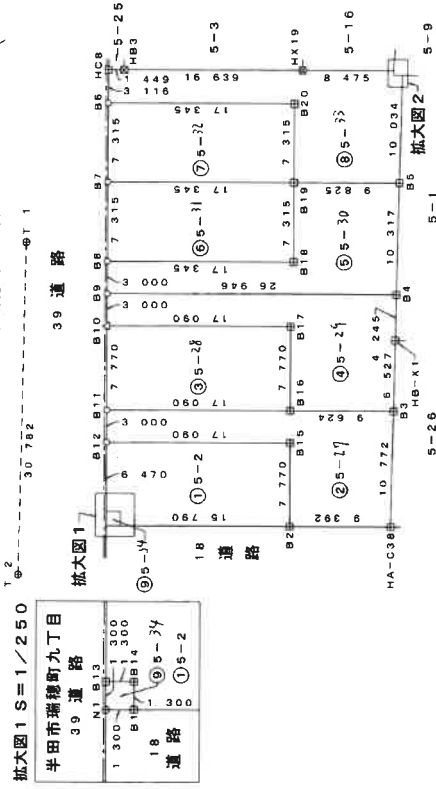 T 2
30 782
T 1
39 道 路
拡大図1 S=1/250
半田市瑞穂町九丁目
39 道 路
N1 B13
1 300
1 300
1 300
B1 B14
⑨5-34
①5-2
1 300
18
道 路
拡大図1
⑨5-34
18
道
路
B12
B11
B10
B9
B8
B7
B6
HC8
5-25
HB3
6 470
3 000
7 770
3 000
3 000
7 315
7 315
3 116
1 449
15 790
17 090
17 090
26 946
17 345
17 345
17 345
16 639
5-3
①5-2
③5-28
⑥5-31
⑦5-32
B2
7 770
B15
B16
7 770
B17
B18
7 315
B19
7 315
B20
HX19
9 392
9 624
9 825
8 475
5-16
②5-27
④5-29
⑤5-30
⑧5-33
HA-C38
10 772
B3
6 527
4 245
B4
10 317
B5
10 034
HB-X1
拡大図2
5-26
5-1
5-9